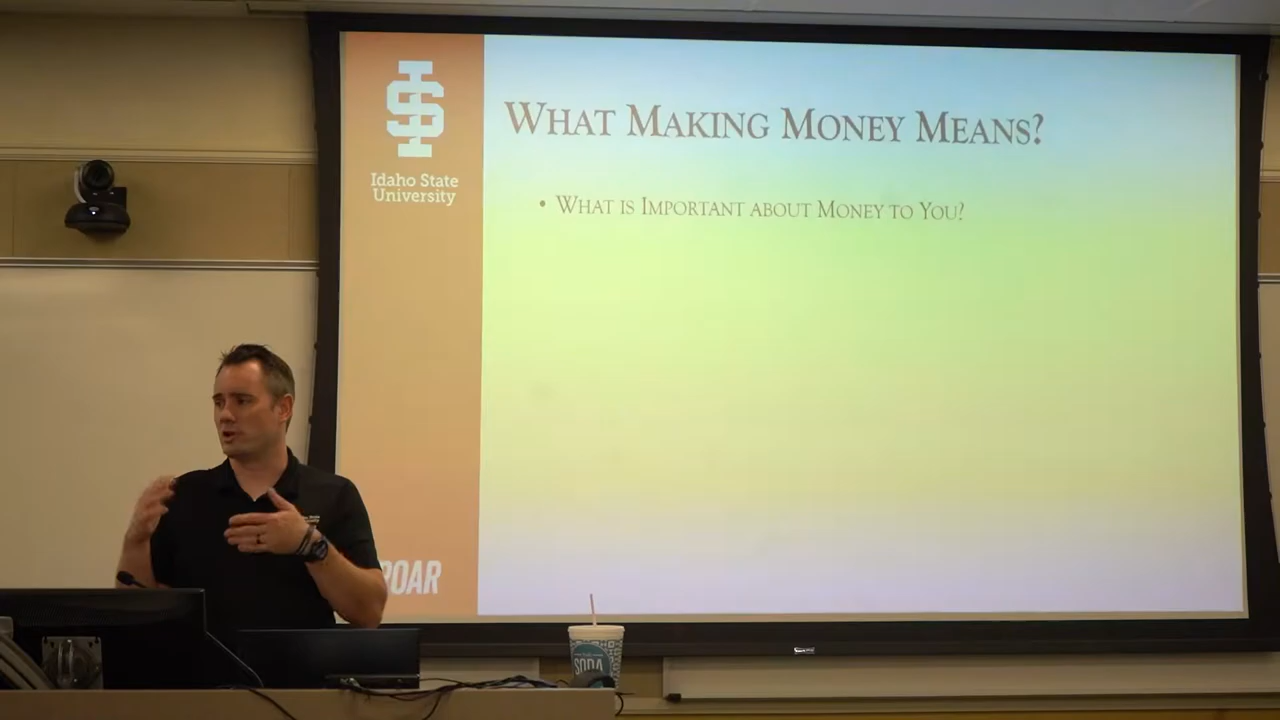 Idaho State
University
WHAT MAKING MONEY MEANS?
• WHAT IS IMPORTANT ABOUT MONEY TO YOU?
ROAR
SODA